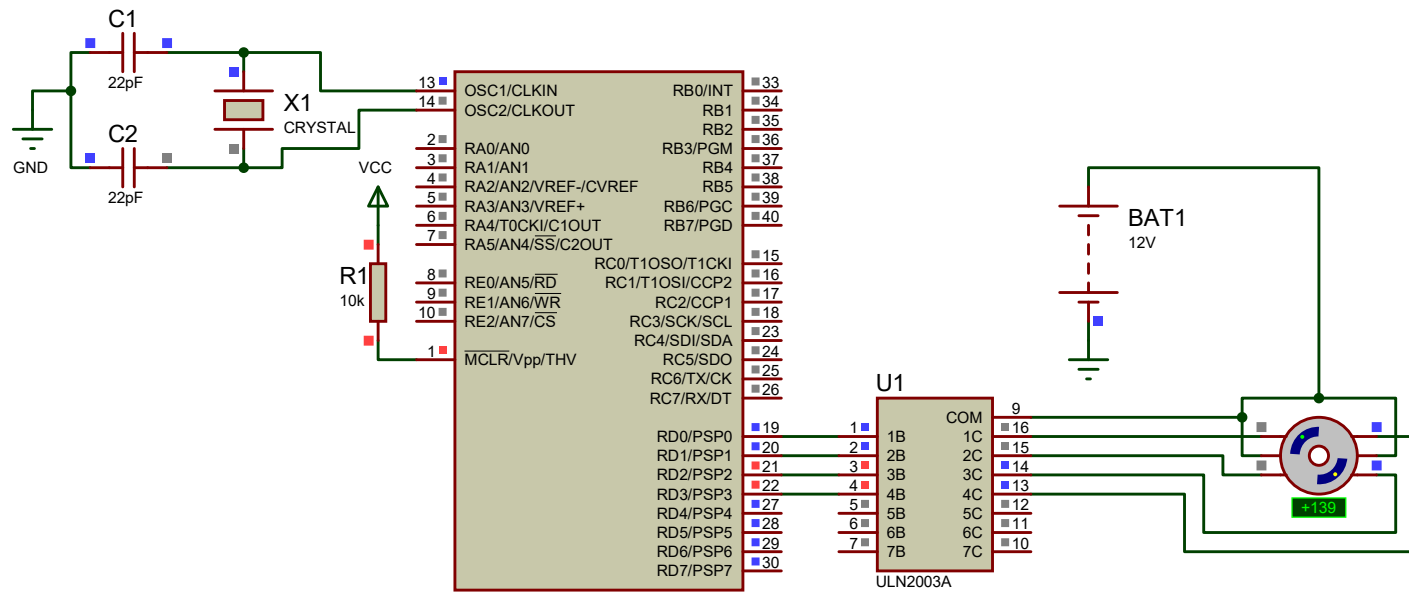 C1
22pF
C2
22pF
GND
X1
CRYSTAL
VCC
R1
10k
13 OSC1/CLKIN
14 OSC2/CLKOUT
2 RA0/AN0
3 RA1/AN1
4 RA2/AN2/VREF-/CVREF
5 RA3/AN3/VREF+
6 RA4/T0CKI/C1OUT
7 RA5/AN4/SS/C2OUT
8 RE0/AN5/RD
9 RE1/AN6/WR
10 RE2/AN7/CS
1 MCLR/Vpp/THV
RB0/INT 33
RB1 34
RB2 35
RB3/PGM 36
RB4 37
RB5 38
RB6/PGC 39
RB7/PGD 40
RC0/T1OSO/T1CKI 15
RC1/T1OSI/CCP2 16
RC2/CCP1 17
RC3/SCK/SCL 18
RC4/SDI/SDA 23
RC5/SDO 24
RC6/TX/CK 25
RC7/RX/DT 26
RD0/PSP0 19
RD1/PSP1 20
RD2/PSP2 21
RD3/PSP3 22
RD4/PSP4 27
RD5/PSP5 28
RD6/PSP6 29
RD7/PSP7 30
U1
COM 9
1 1B 1C 16
2 2B 2C 15
3 3B 3C 14
4 4B 4C 13
5 5B 5C 12
6 6B 6C 11
7 7B 7C 10
ULN2003A
BAT1
12V
+139